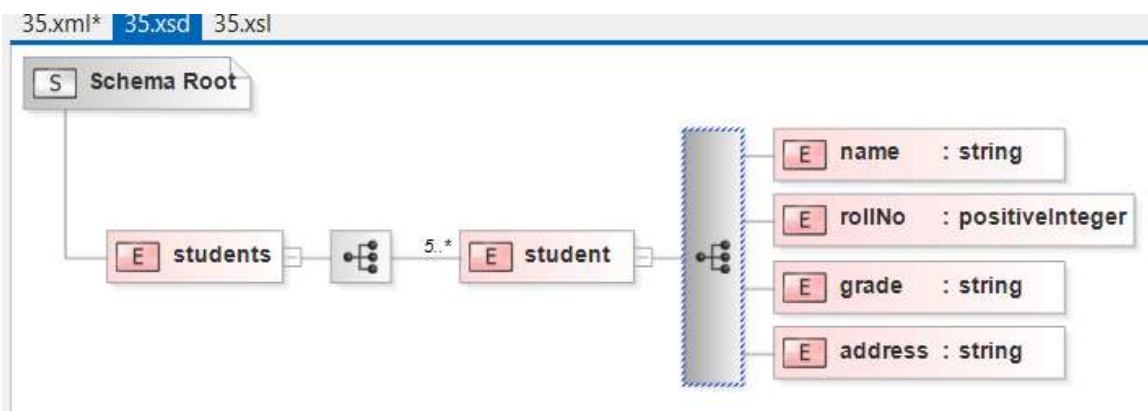 35.xml* 35.xsd 35.xsl
S Schema Root
E name : string
E rollNo : positiveInteger
E students 5..* E student
E grade : string
E address : string